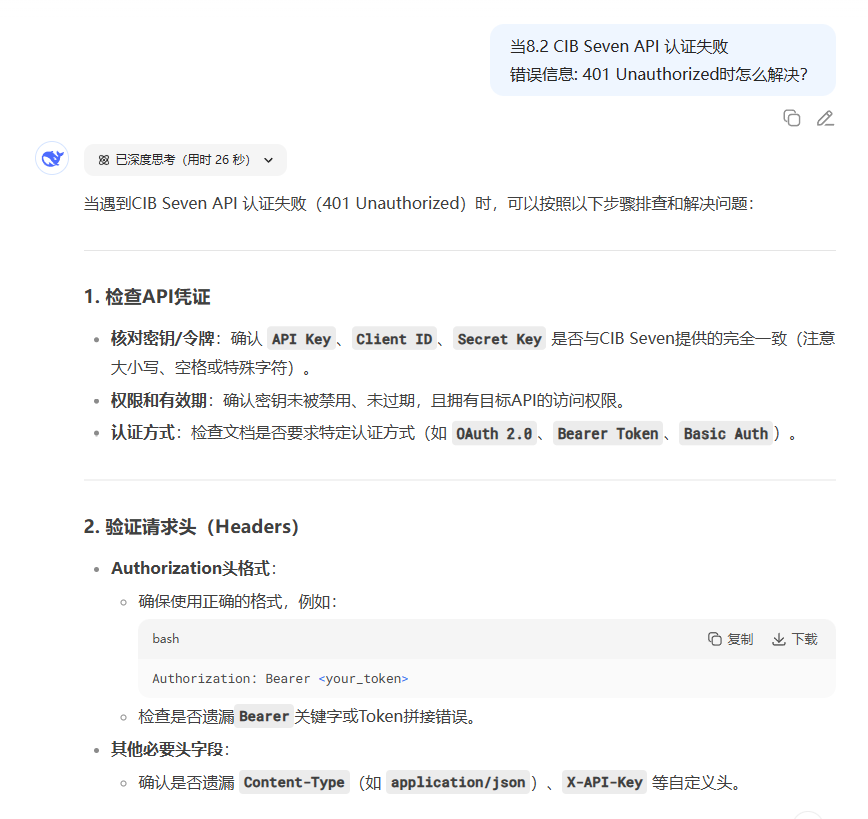 当8.2 CIB Seven API 认证失败
错误信息: 401 Unauthorized时怎么解决?
已深度思考（用时 26 秒）
当遇到CIB Seven API 认证失败（401 Unauthorized）时，可以按照以下步骤排查和解决问题：
1. 检查API凭证
核对密钥/令牌：确认 API Key、Client ID、Secret Key 是否与CIB Seven提供的完全一致（注意
大小写、空格或特殊字符）。
权限和有效期：确认密钥未被禁用、未过期，且拥有目标API的访问权限。
认证方式：检查文档是否要求特定认证方式（如 OAuth 2.0、Bearer Token、Basic Auth）。
2. 验证请求头（Headers）
Authorization头格式：
确保使用正确的格式，例如：
bash 复制 下载
Authorization: Bearer <your_token>
检查是否遗漏Bearer关键字或Token拼接错误。
其他必要头字段：
确认是否遗漏 Content-Type（如 application/json）、X-API-Key 等自定义头。